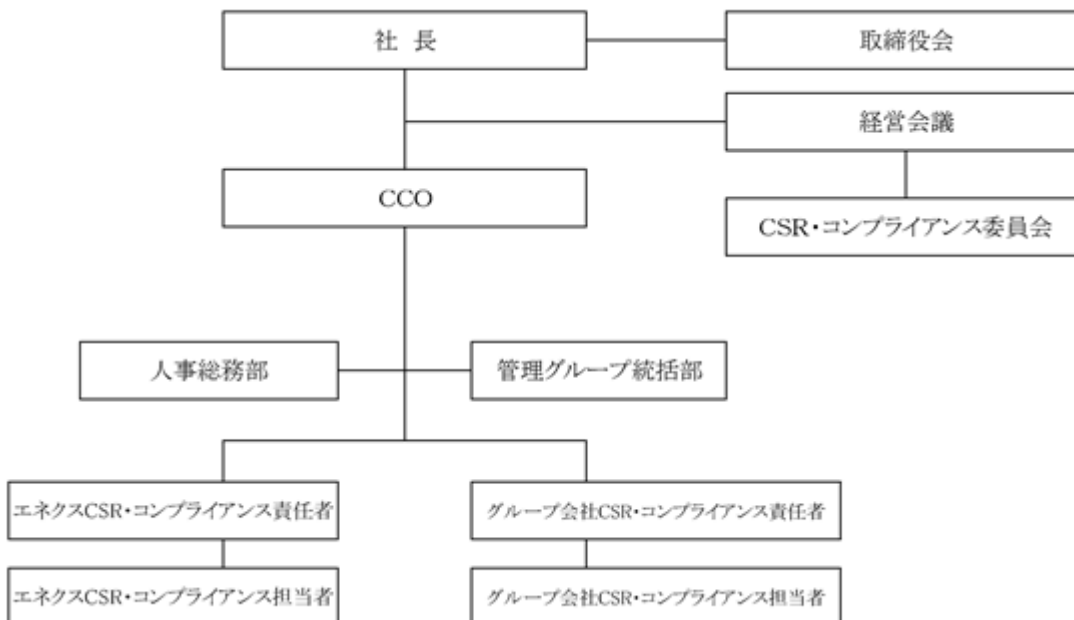 社 長
取締役会
経営会議
CCO
CSR・コンプライアンス委員会
人事総務部
管理グループ統括部
エネクスCSR・コンプライアンス責任者
グループ会社CSR・コンプライアンス責任者
エネクスCSR・コンプライアンス担当者
グループ会社CSR・コンプライアンス担当者